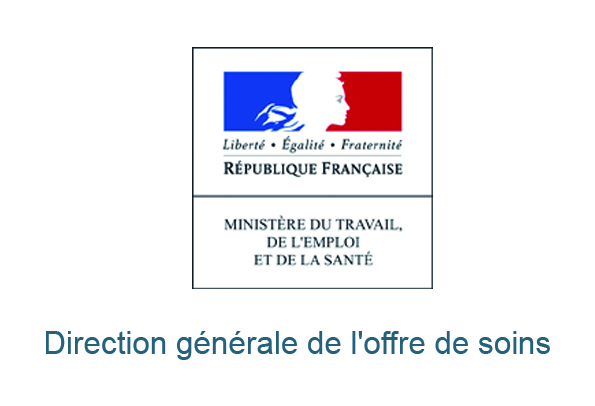 Liberté • Égalité • Fraternité
RÉPUBLIQUE FRANÇAISE
MINISTÈRE DU TRAVAIL,
DE L'EMPLOI
ET DE LA SANTÉ
Direction générale de l'offre de soins